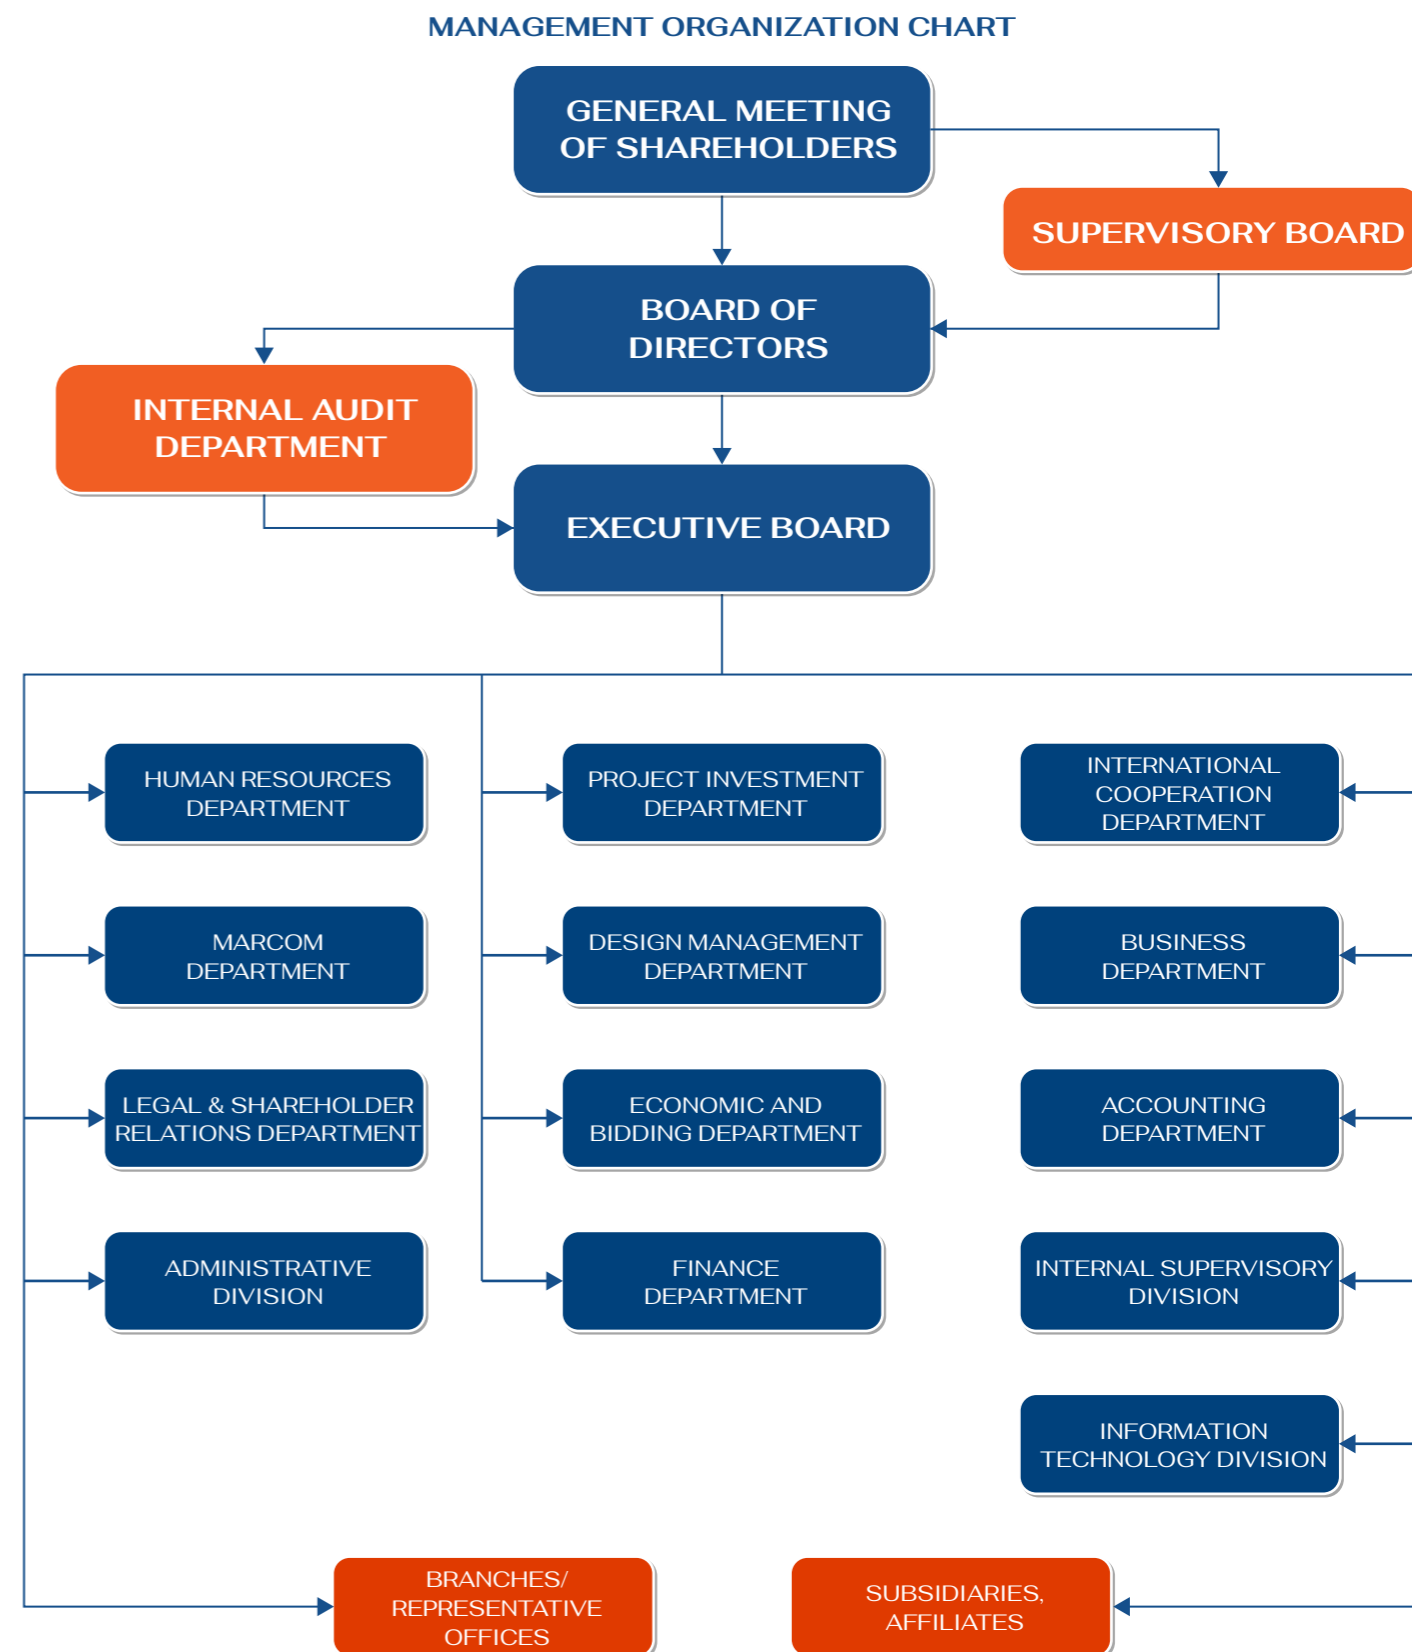 MANAGEMENT ORGANIZATION CHART
GENERAL MEETING
OF SHAREHOLDERS
SUPERVISORY BOARD
BOARD OF
DIRECTORS
INTERNAL AUDIT
DEPARTMENT
EXECUTIVE BOARD
HUMAN RESOURCES
DEPARTMENT
PROJECT INVESTMENT
DEPARTMENT
INTERNATIONAL
COOPERATION
DEPARTMENT
MARCOM
DEPARTMENT
DESIGN MANAGEMENT
DEPARTMENT
BUSINESS
DEPARTMENT
LEGAL & SHAREHOLDER
RELATIONS DEPARTMENT
ECONOMIC AND
BIDDING DEPARTMENT
ACCOUNTING
DEPARTMENT
ADMINISTRATIVE
DIVISION
FINANCE
DEPARTMENT
INTERNAL SUPERVISORY
DIVISION
INFORMATION
TECHNOLOGY DIVISION
BRANCHES/
REPRESENTATIVE
OFFICES
SUBSIDIARIES,
AFFILIATES